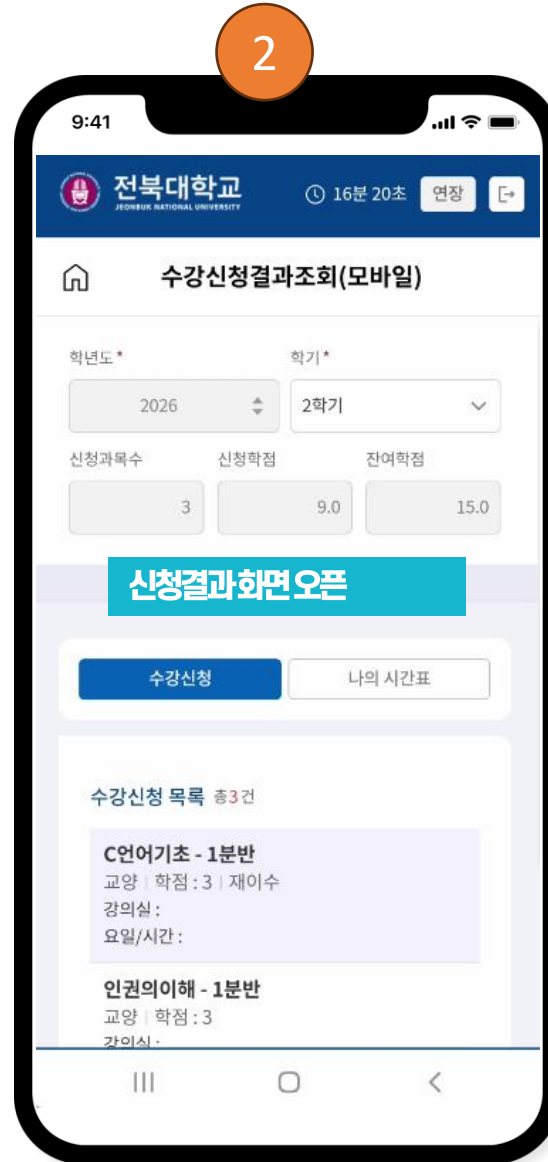 2
9:41
전북대학교
JEONBUK NATIONAL UNIVERSITY
16분 20초 연장
수강신청결과조회(모바일)
학년도* 학기*
2026 2학기
신청과목수 신청학점 잔여학점
3 9.0 15.0
신청결과 화면 오픈
수강신청 나의 시간표
수강신청 목록 총3건
C언어기초 - 1분반
교양 | 학점 : 3 | 재이수
강의실 :
요일/시간 :
인권의이해 - 1분반
교양 | 학점 : 3
강의실 :